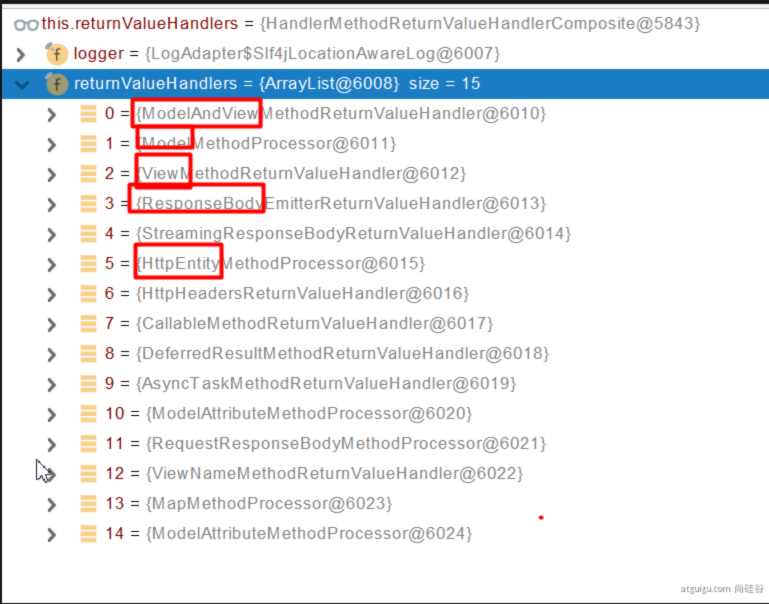 this.returnValueHandlers = {HandlerMethodReturnValueHandlerComposite@5843}
f logger = {LogAdapter$Slf4jLocationAwareLog@6007}
f returnValueHandlers = {ArrayList@6008} size = 15
0 = {ModelAndViewMethodReturnValueHandler@6010}
1 = {ModelMethodProcessor@6011}
2 = {ViewMethodReturnValueHandler@6012}
3 = {ResponseBodyEmitterReturnValueHandler@6013}
4 = {StreamingResponseBodyReturnValueHandler@6014}
5 = {HttpEntityMethodProcessor@6015}
6 = {HttpHeadersReturnValueHandler@6016}
7 = {CallableMethodReturnValueHandler@6017}
8 = {DeferredResultMethodReturnValueHandler@6018}
9 = {AsyncTaskMethodReturnValueHandler@6019}
10 = {ModelAttributeMethodProcessor@6020}
11 = {RequestResponseBodyMethodProcessor@6021}
12 = {ViewNameMethodReturnValueHandler@6022}
13 = {MapMethodProcessor@6023}
14 = {ModelAttributeMethodProcessor@6024}
atguigu.com 尚硅谷